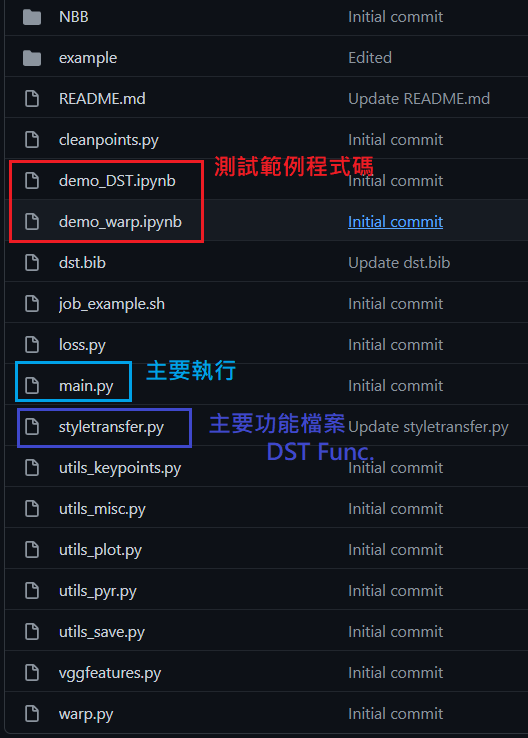 NBB Initial commit
example Edited
README.md Update README.md
cleanpoints.py Initial commit
測試範例程式碼
demo_DST.ipynb Initial commit
demo_warp.ipynb Initial commit
dst.bib Update dst.bib
job_example.sh Initial commit
loss.py Initial commit
主要執行
main.py Initial commit
styletransfer.py 主要功能檔案 Update styletransfer.py
DST Func.
utils_keypoints.py Initial commit
utils_misc.py Initial commit
utils_plot.py Initial commit
utils_pyr.py Initial commit
utils_save.py Initial commit
vggfeatures.py Initial commit
warp.py Initial commit